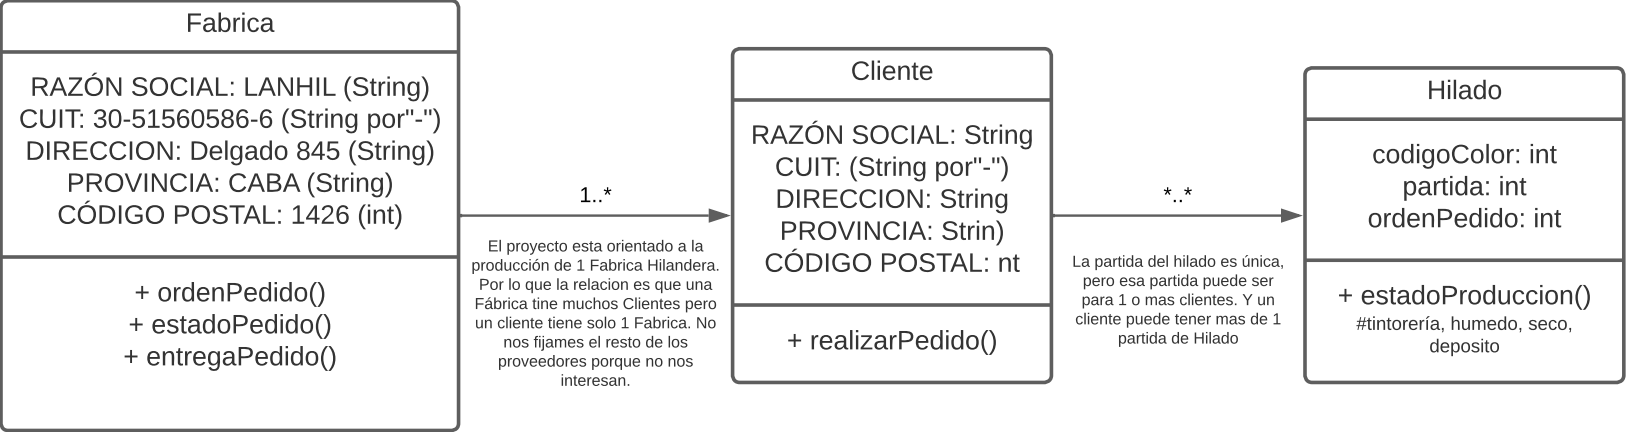 Fabrica
RAZÓN SOCIAL: LANHIL (String)
CUIT: 30-51560586-6 (String por"-")
DIRECCION: Delgado 845 (String)
PROVINCIA: CABA (String)
CÓDIGO POSTAL: 1426 (int)
+ ordenPedido()
+ estadoPedido()
+ entregaPedido()
1..*
El proyecto esta orientado a la
producción de 1 Fabrica Hilandera.
Por lo que la relacion es que una
Fábrica tine muchos Clientes pero
un cliente tiene solo 1 Fabrica. No
nos fijames el resto de los
proveedores porque no nos
interesan.
Cliente
RAZÓN SOCIAL: String
CUIT: (String por"-")
DIRECCION: String
PROVINCIA: Strin)
CÓDIGO POSTAL: nt
+ realizarPedido()
*..*
La partida del hilado es única,
pero esa partida puede ser
para 1 o mas clientes. Y un
cliente puede tener mas de 1
partida de Hilado
Hilado
codigoColor: int
partida: int
ordenPedido: int
+ estadoProduccion()
#tintorería, humedo, seco,
deposito